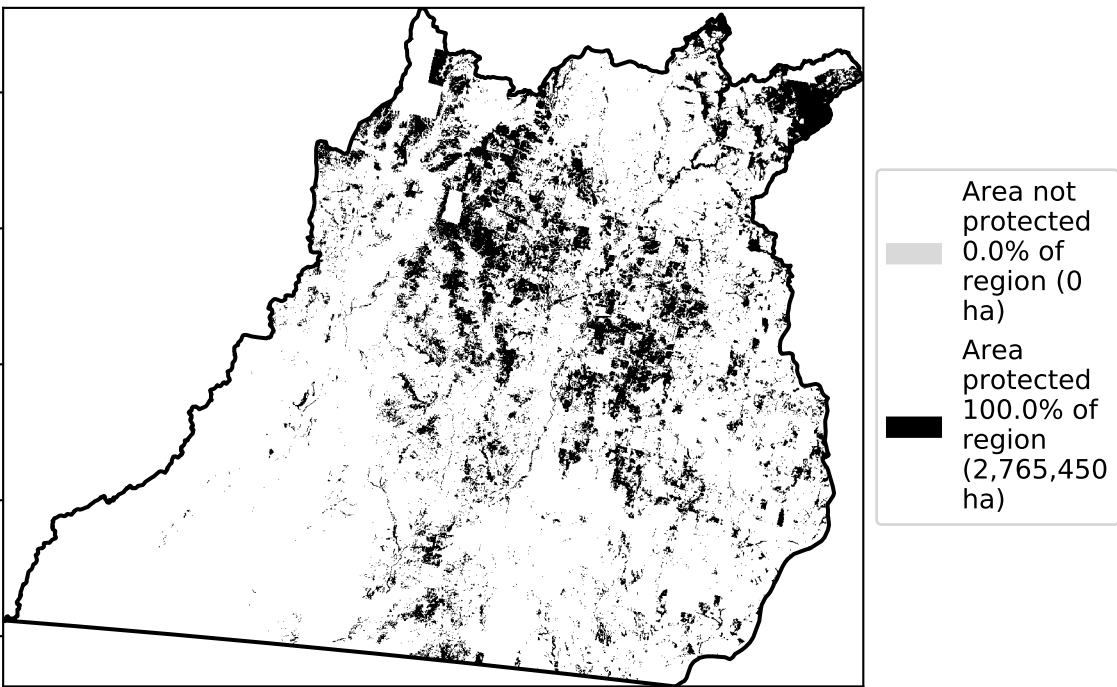 Area not
protected
0.0% of
region (0
ha)
Area
protected
100.0% of
region
(2,765,450
ha)